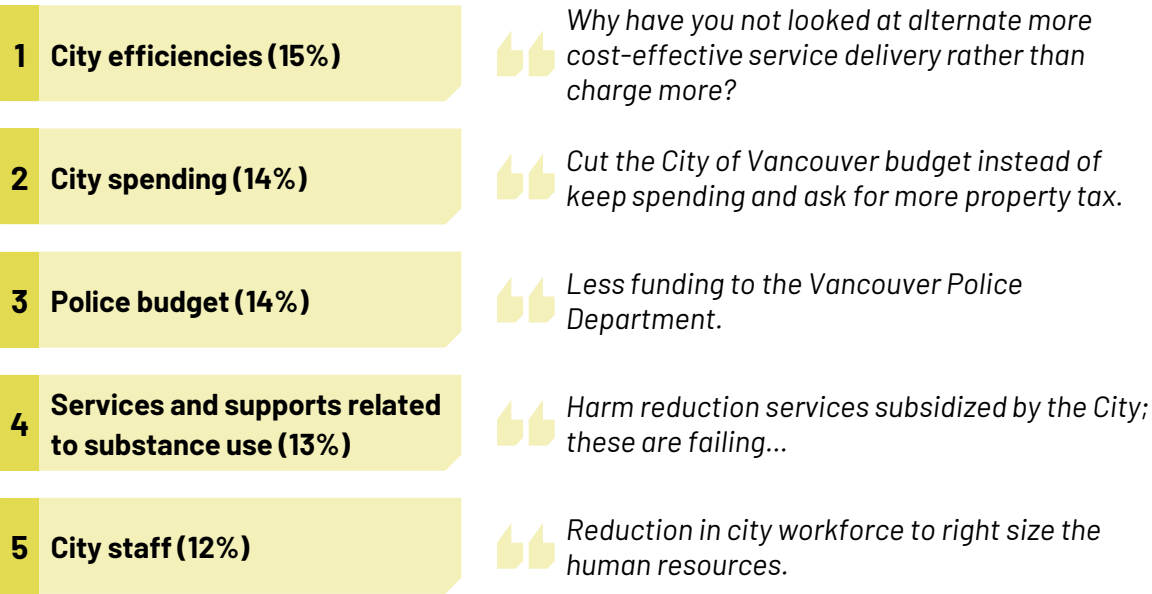 1
City efficiencies (15%)
Why have you not looked at alternate more
cost-effective service delivery rather than
charge more?
2
City spending (14%)
Cut the City of Vancouver budget instead of
keep spending and ask for more property tax.
3
Police budget (14%)
Less funding to the Vancouver Police
Department.
4
Services and supports related
to substance use (13%)
Harm reduction services subsidized by the City;
these are failing...
5
City staff (12%)
Reduction in city workforce to right size the
human resources.